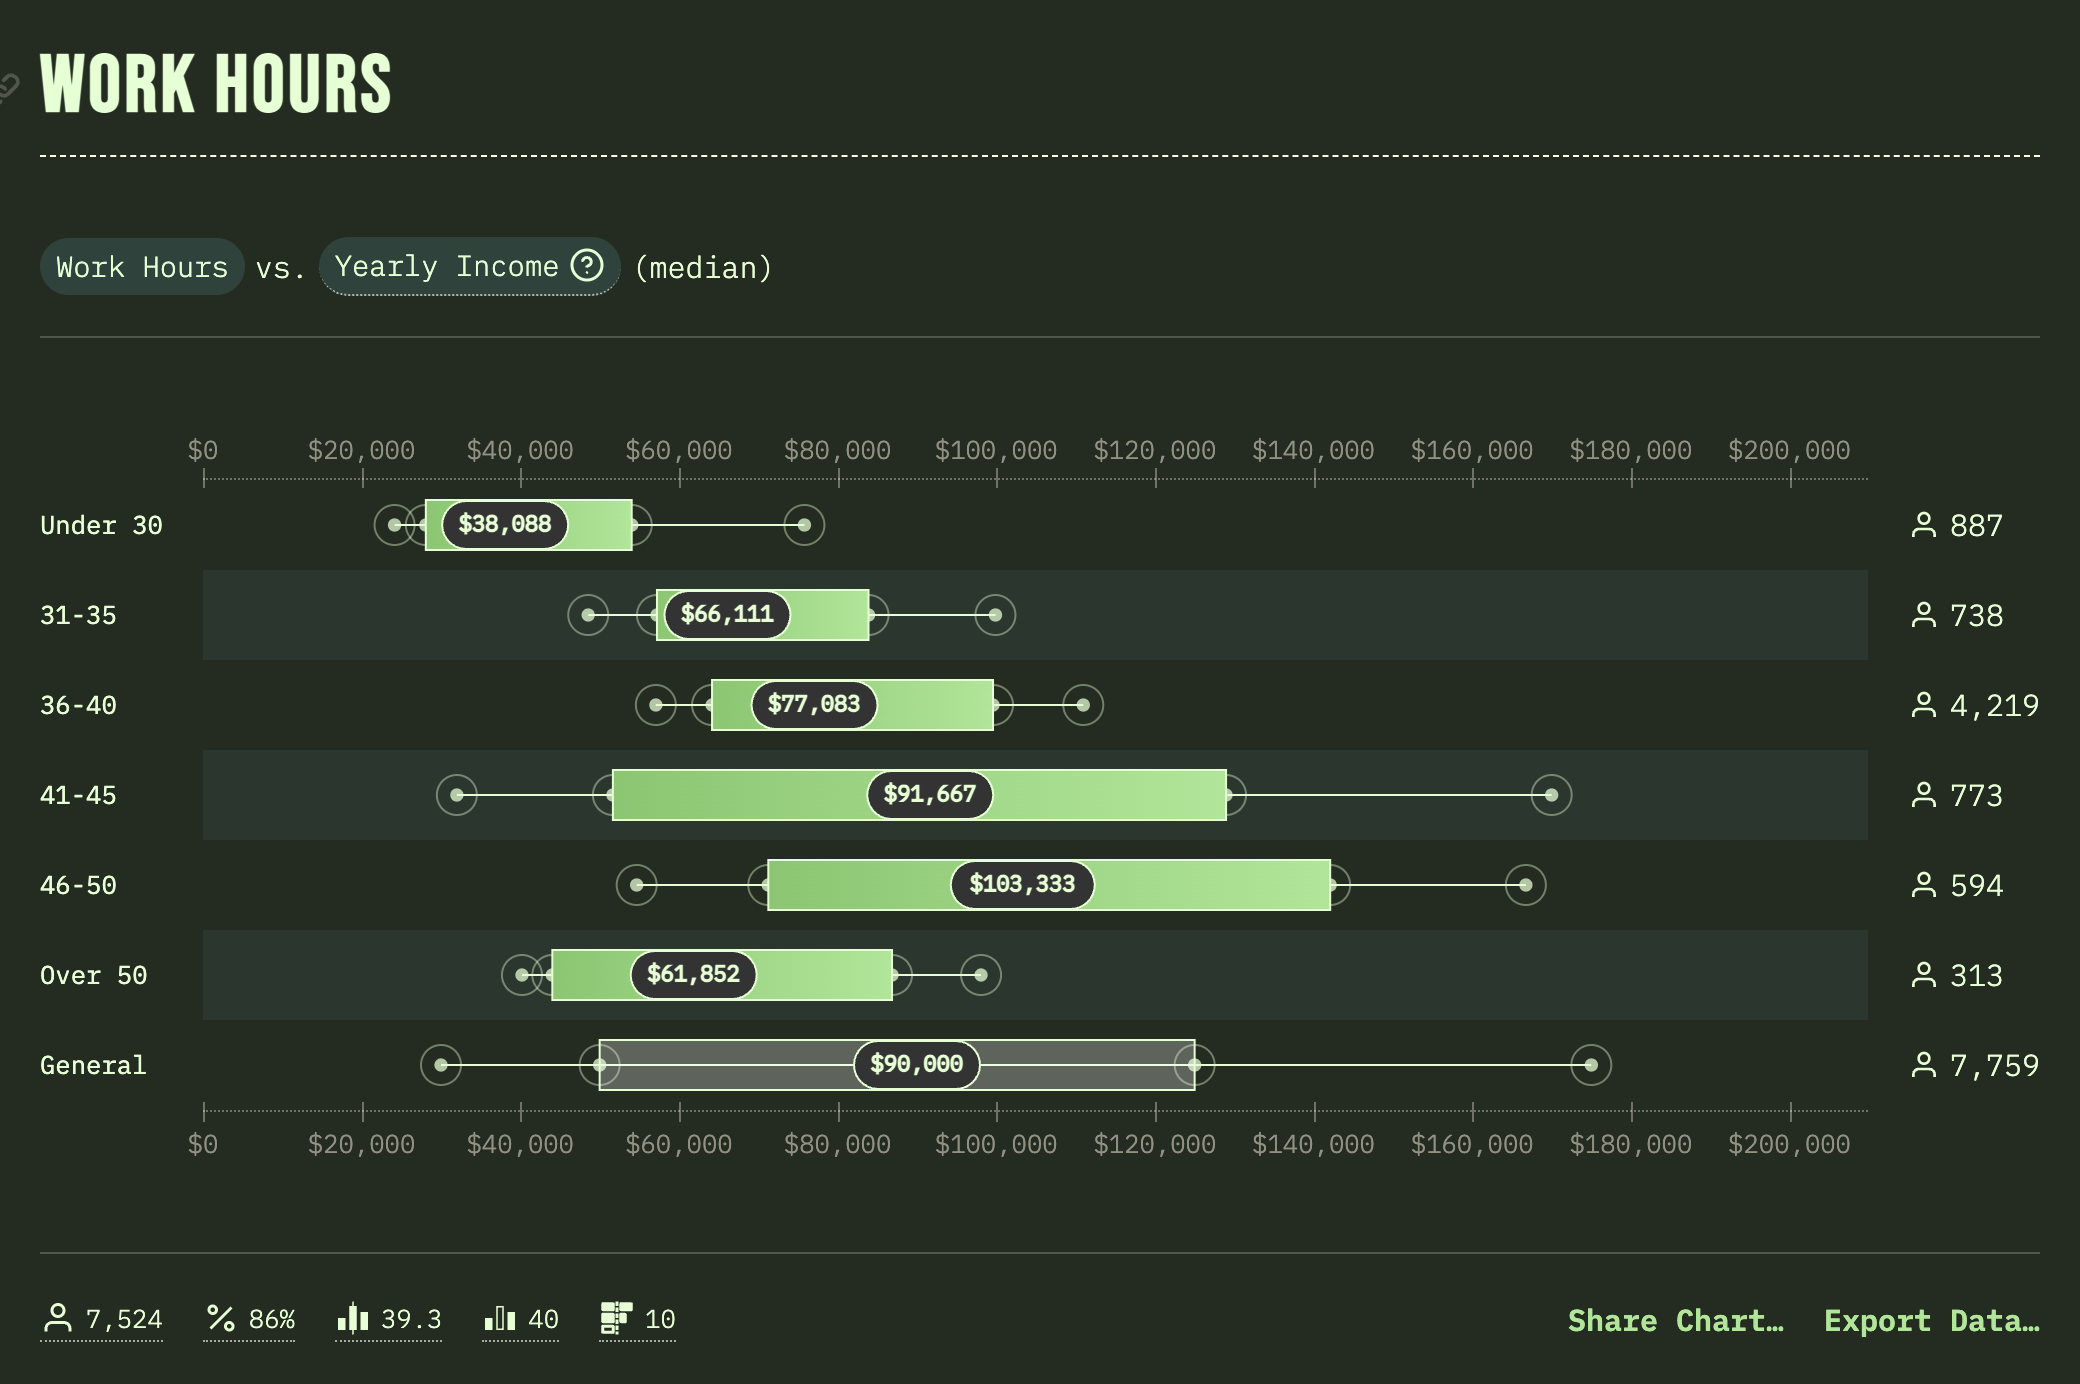 WORK HOURS
Work Hours vs. Yearly Income ? (median)
$0 $20,000 $40,000 $60,000 $80,000 $100,000 $120,000 $140,000 $160,000 $180,000 $200,000
Under 30 $38,088 887
31-35 $66,111 738
36-40 $77,083 4,219
41-45 $91,667 773
46-50 $103,333 594
Over 50 $61,852 313
General $90,000 7,759
$0 $20,000 $40,000 $60,000 $80,000 $100,000 $120,000 $140,000 $160,000 $180,000 $200,000
7,524 % 86% 39.3 40 10 Share Chart… Export Data…